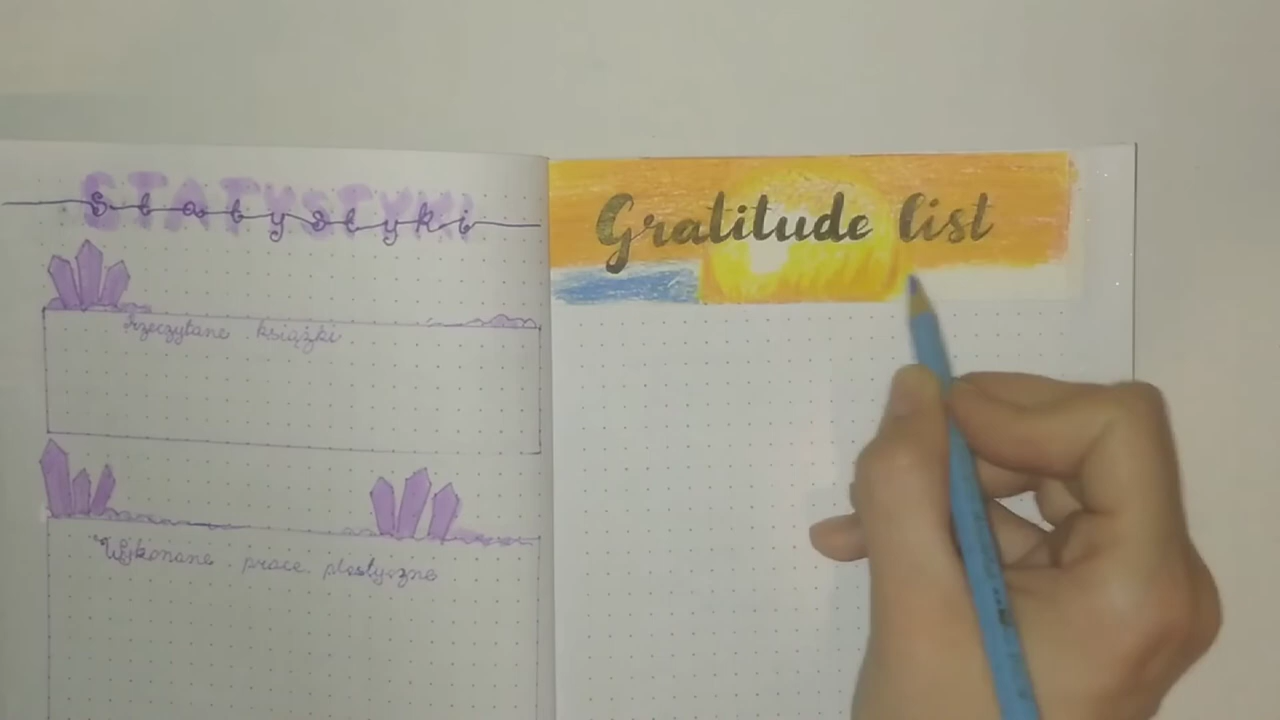 STATYSTYKI
Statystyki
Przeczytane książki
Wykonane prace plastyczne
Gratitude list